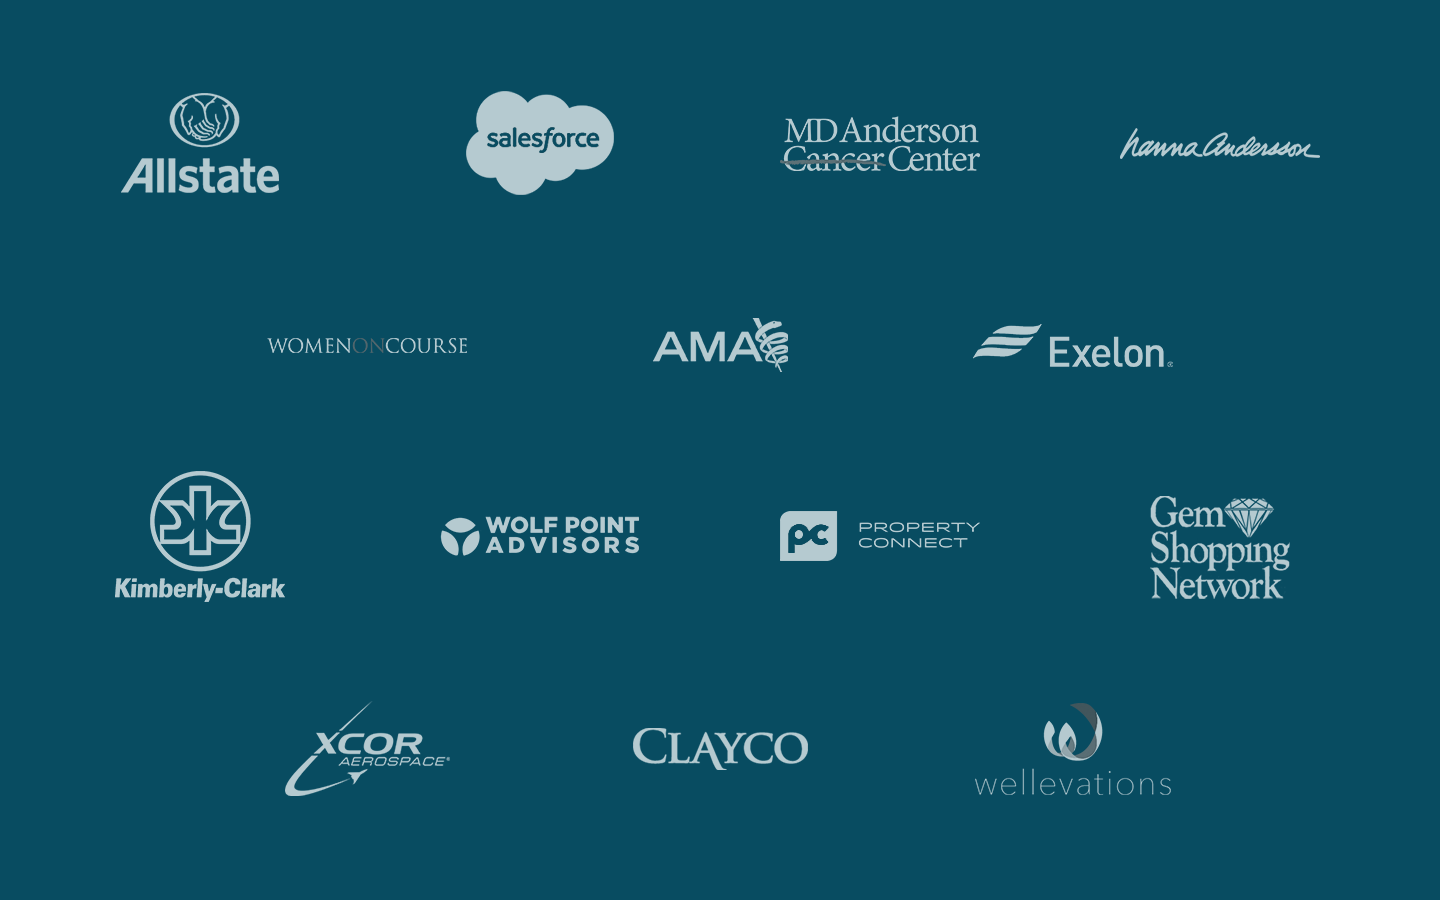 Allstate
salesforce
MD Anderson
Cancer Center
hanna Andersson
WOMENONCOURSE
AMA
Exelon®
Kimberly-Clark
WOLF POINT
ADVISORS
pc
PROPERTY
CONNECT
Gem
Shopping
Network
XCOR
AEROSPACE®
CLAYCO
wellevations